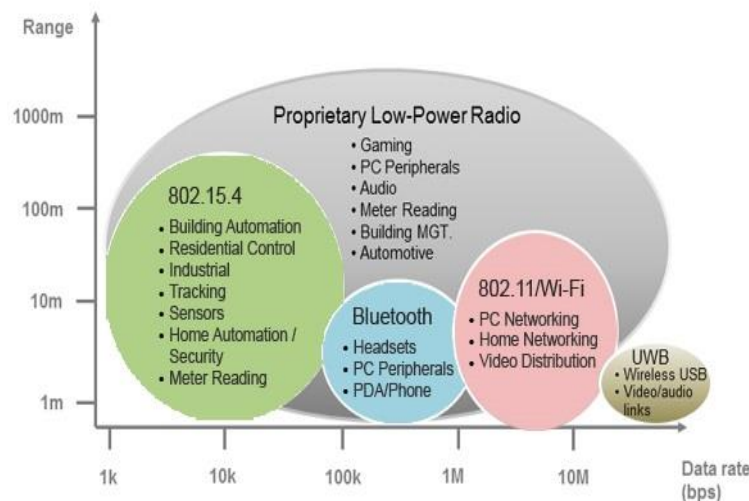 Range
1000m
100m
10m
1m
Proprietary Low-Power Radio
• Gaming
• PC Peripherals
• Audio
• Meter Reading
• Building MGT.
• Automotive
802.15.4
• Building Automation
• Residential Control
• Industrial
• Tracking
• Sensors
• Home Automation /
Security
• Meter Reading
Bluetooth
• Headsets
• PC Peripherals
• PDA/Phone
802.11/Wi-Fi
• PC Networking
• Home Networking
• Video Distribution
UWB
• Wireless USB
• Video/audio
links
1k
10k
100k
1M
10M
Data rate
(bps)